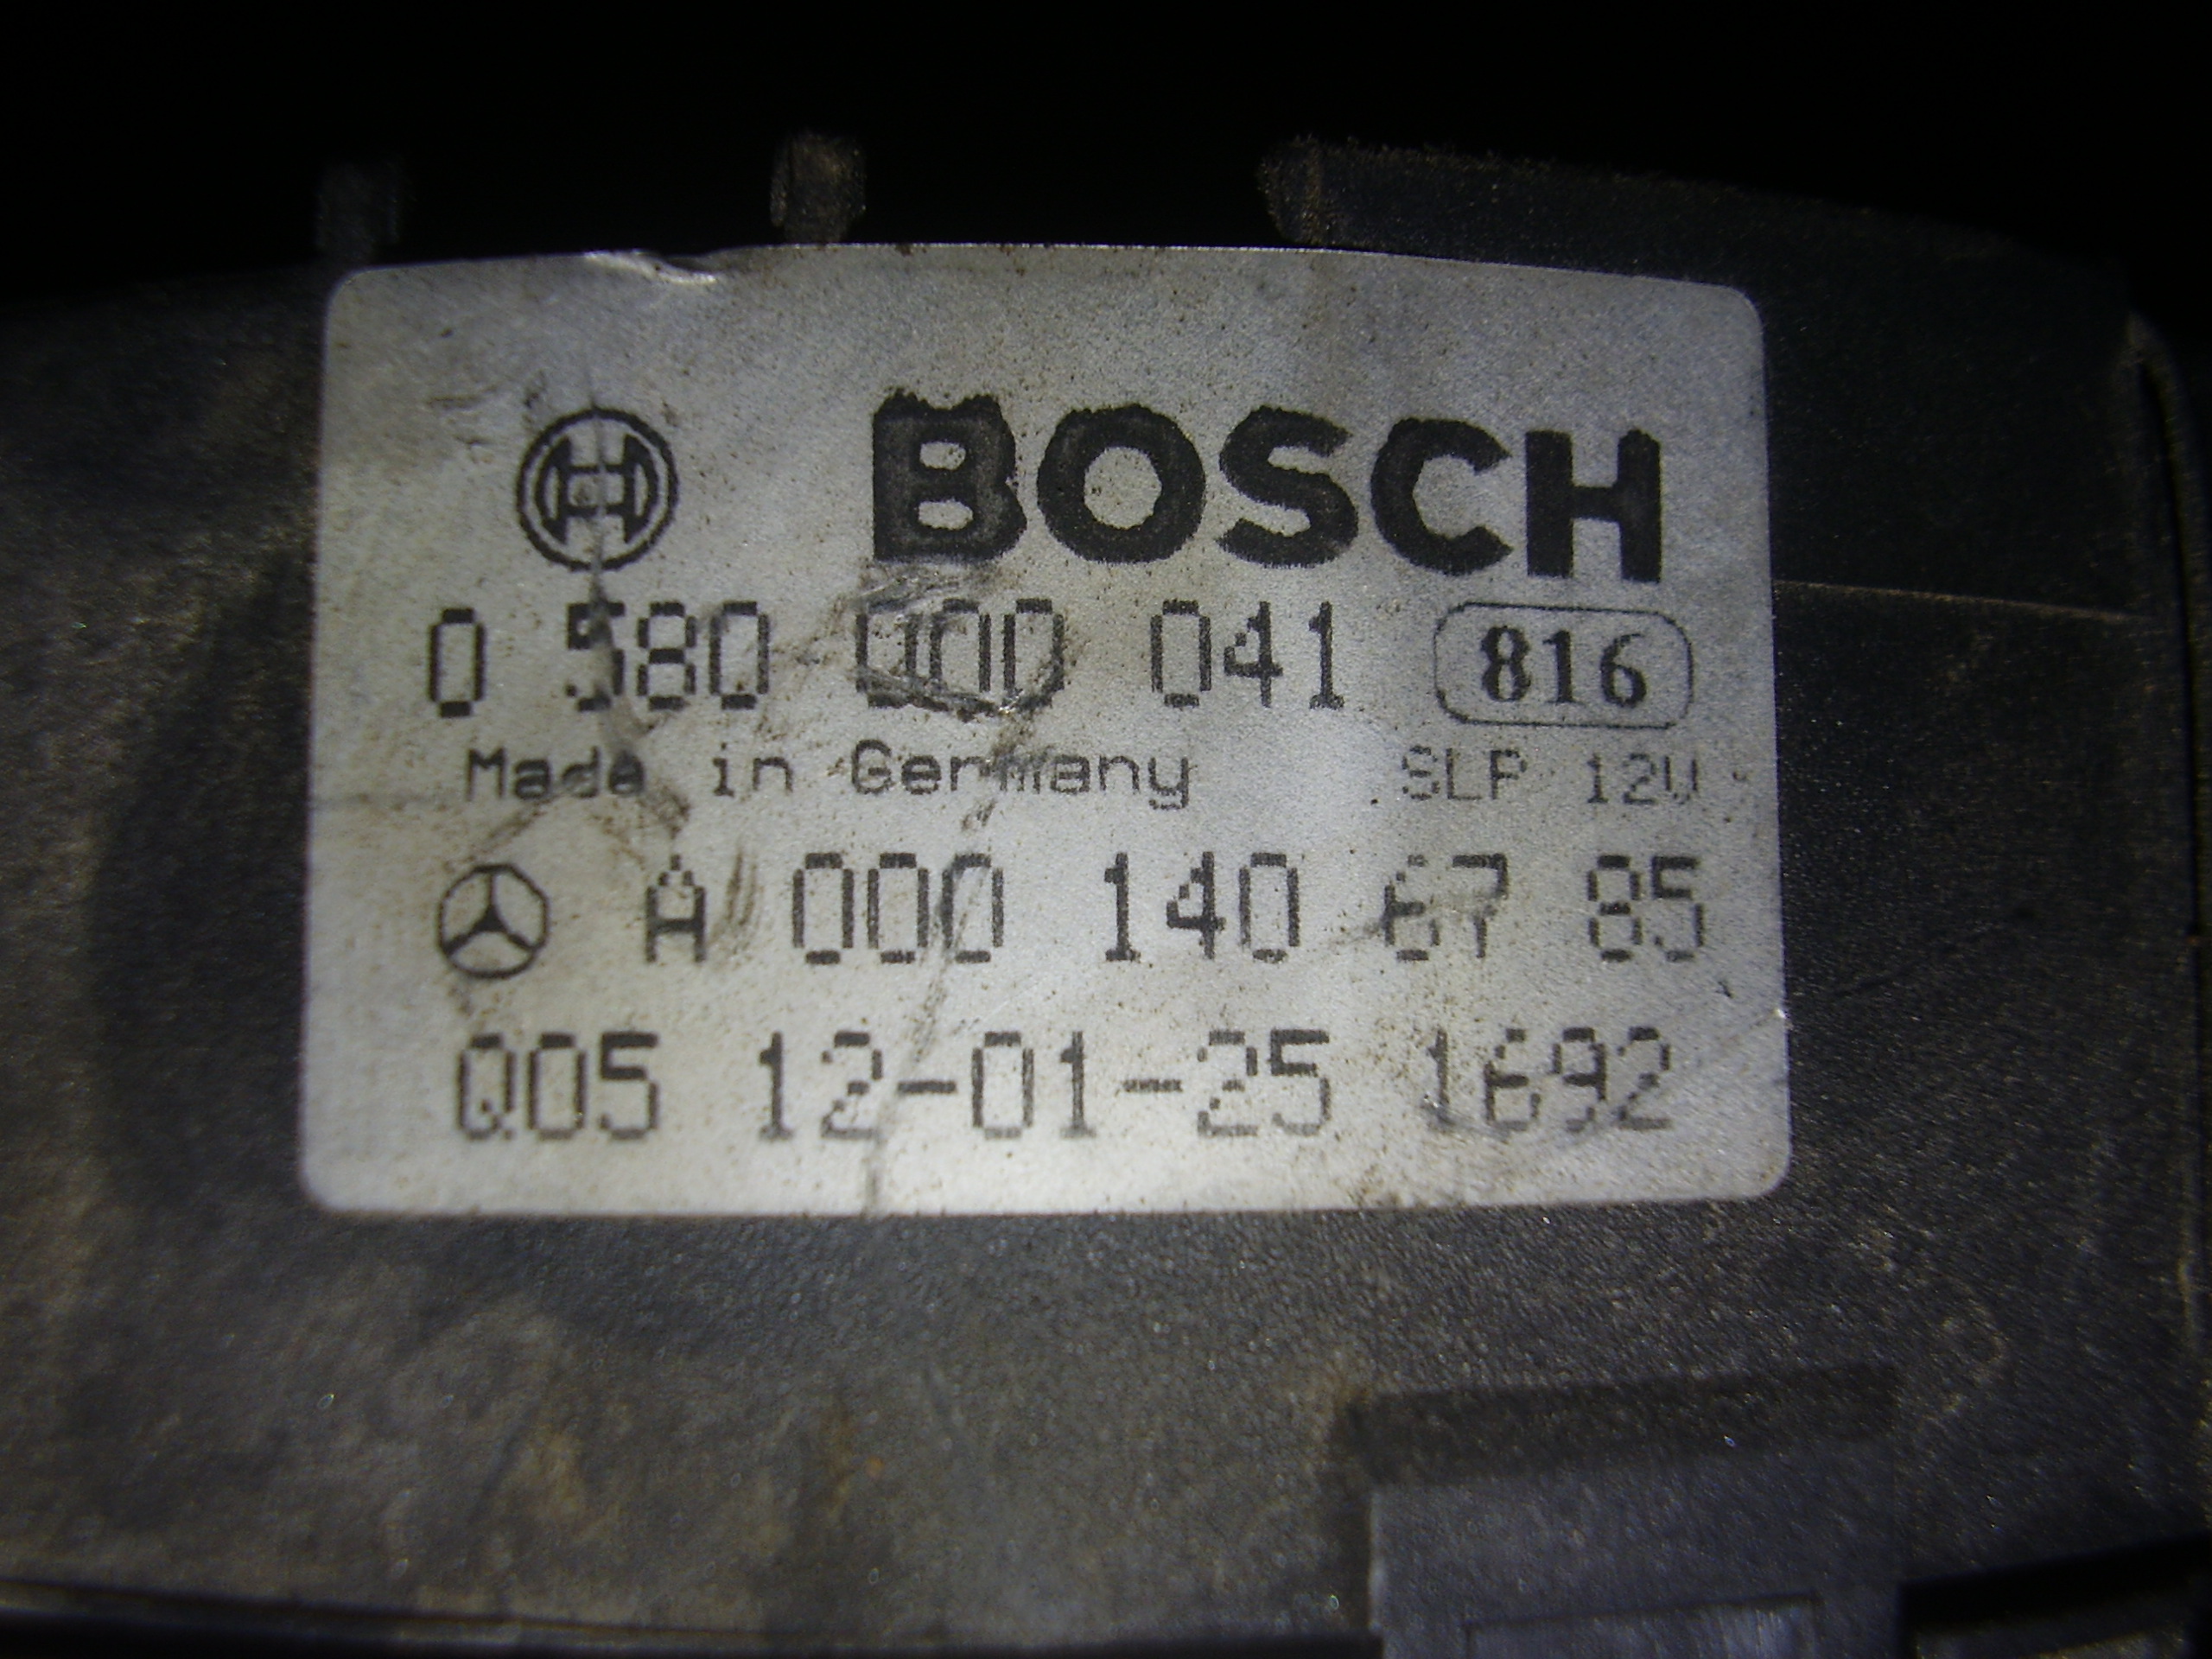 BOSCH
0 580 000 041 816
Made in Germany SLP 12V
A 000 140 67 85
Q05 12-01-25 1692